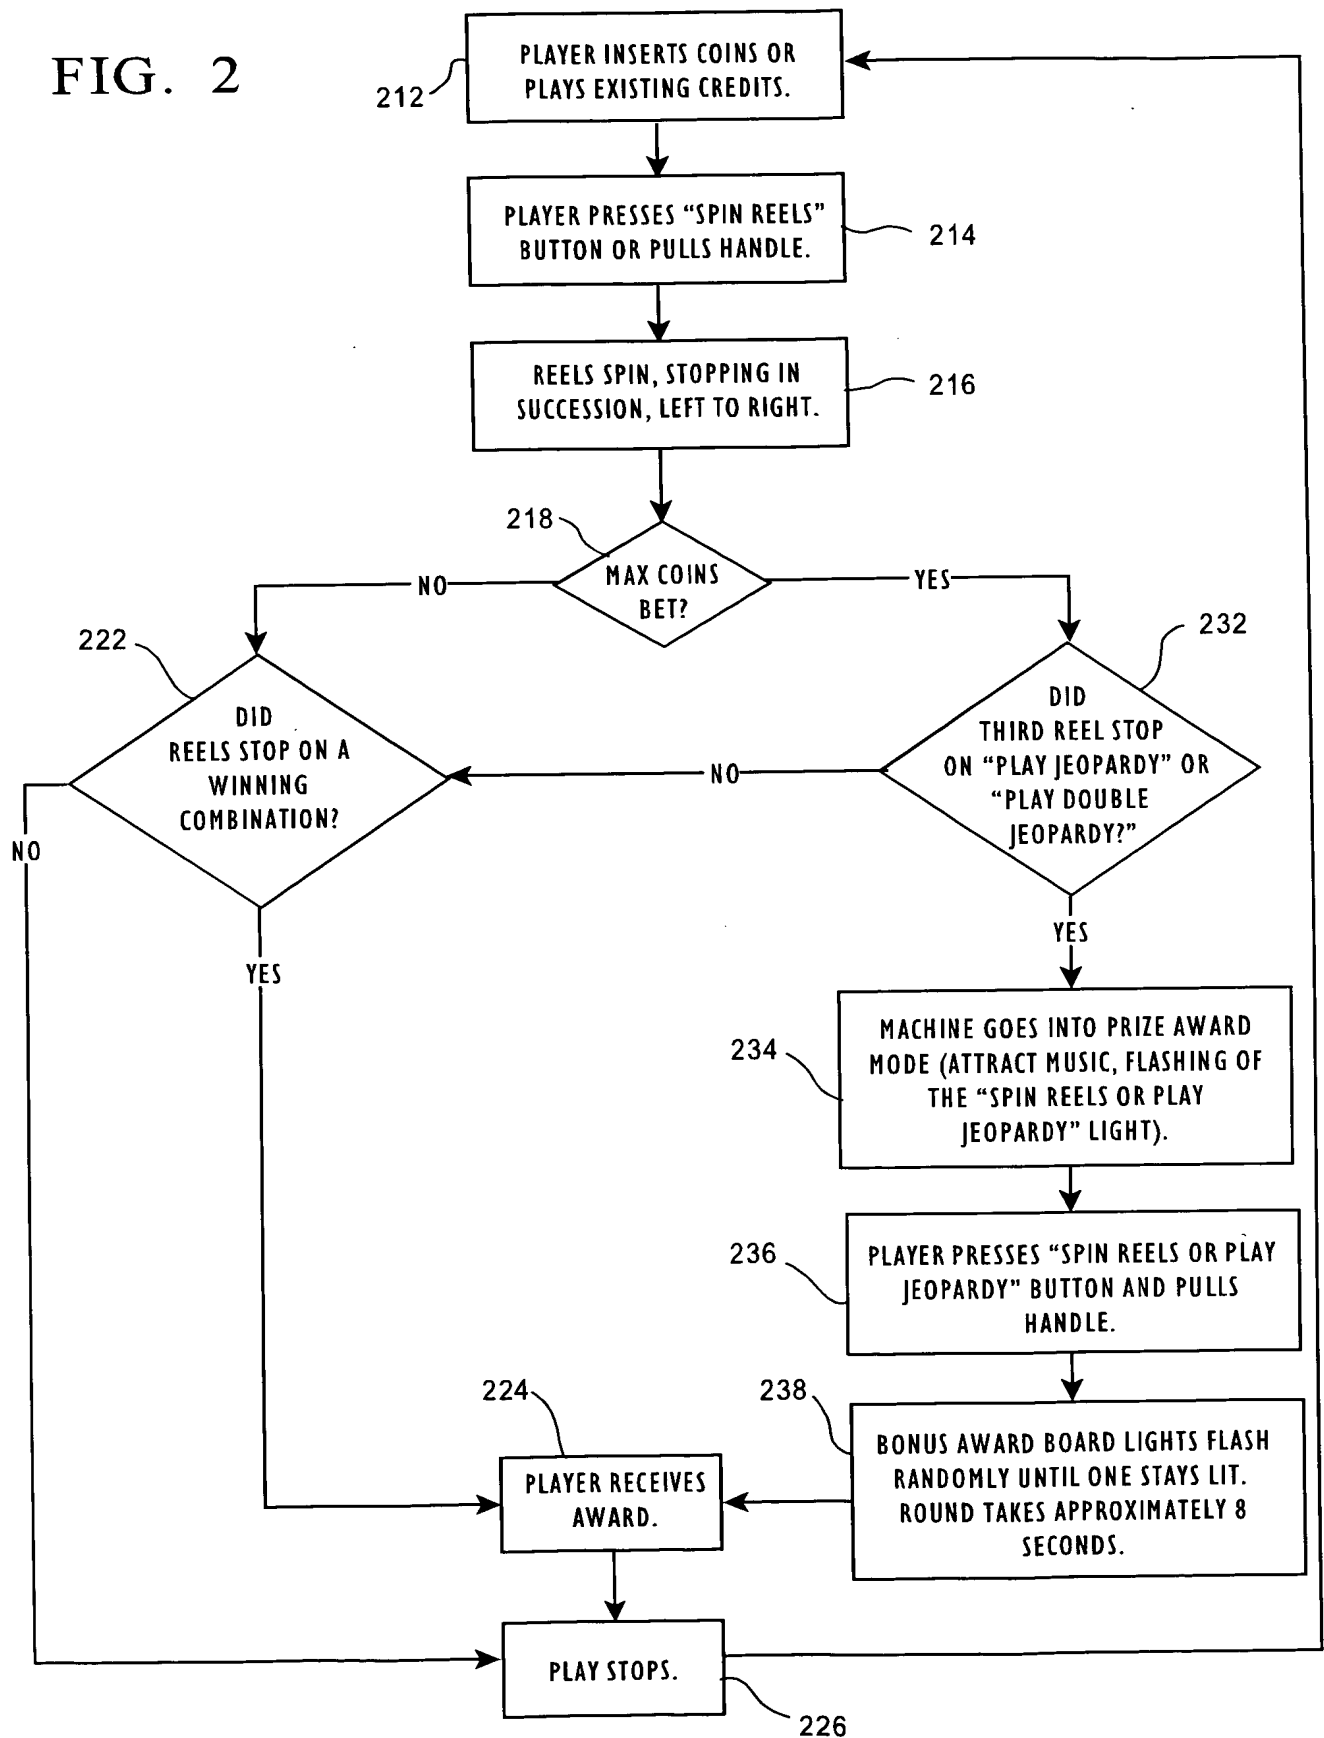 FIG. 2
PLAYER INSERTS COINS OR
PLAYS EXISTING CREDITS.
212
PLAYER PRESSES “SPIN REELS”
BUTTON OR PULLS HANDLE.
214
REELS SPIN, STOPPING IN
SUCCESSION, LEFT TO RIGHT.
216
218
MAX COINS
BET?
NO
YES
222
DID
REELS STOP ON A
WINNING
COMBINATION?
232
DID
THIRD REEL STOP
ON “PLAY JEOPARDY” OR
“PLAY DOUBLE
JEOPARDY?”
NO
NO
YES
YES
234
MACHINE GOES INTO PRIZE AWARD
MODE (ATTRACT MUSIC, FLASHING OF
THE “SPIN REELS OR PLAY
JEOPARDY” LIGHT).
236
PLAYER PRESSES “SPIN REELS OR PLAY
JEOPARDY” BUTTON AND PULLS
HANDLE.
238
BONUS AWARD BOARD LIGHTS FLASH
RANDOMLY UNTIL ONE STAYS LIT.
ROUND TAKES APPROXIMATELY 8
SECONDS.
224
PLAYER RECEIVES
AWARD.
PLAY STOPS.
226